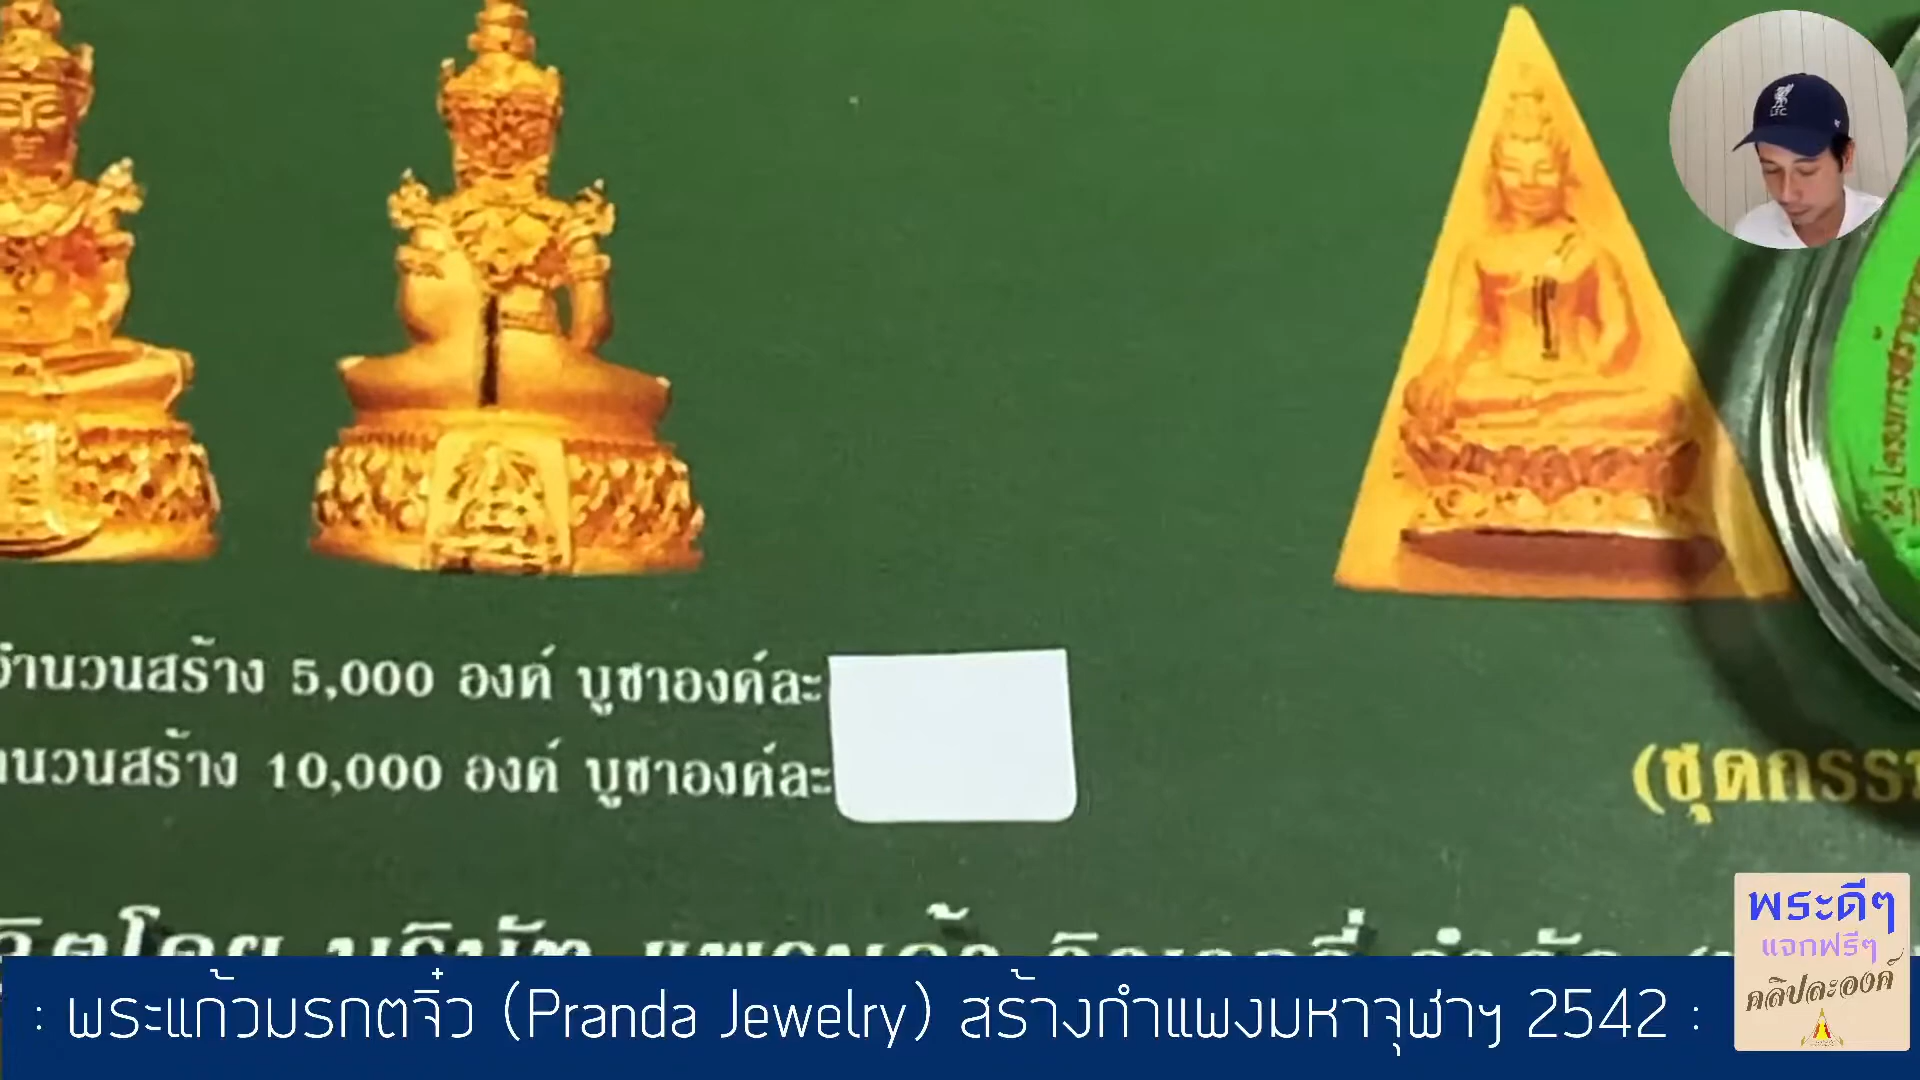 LFC
จำนวนสร้าง 5,000 องค์ บูชาองค์ละ
จำนวนสร้าง 10,000 องค์ บูชาองค์ละ
(ชุดกรรม
พระดีๆ
แจกฟรีๆ
คลิปละองค์
: พระแก้วมรกตจิ๋ว (Pranda Jewelry) สร้างกำแพงมหาจุฬาฯ 2542 :